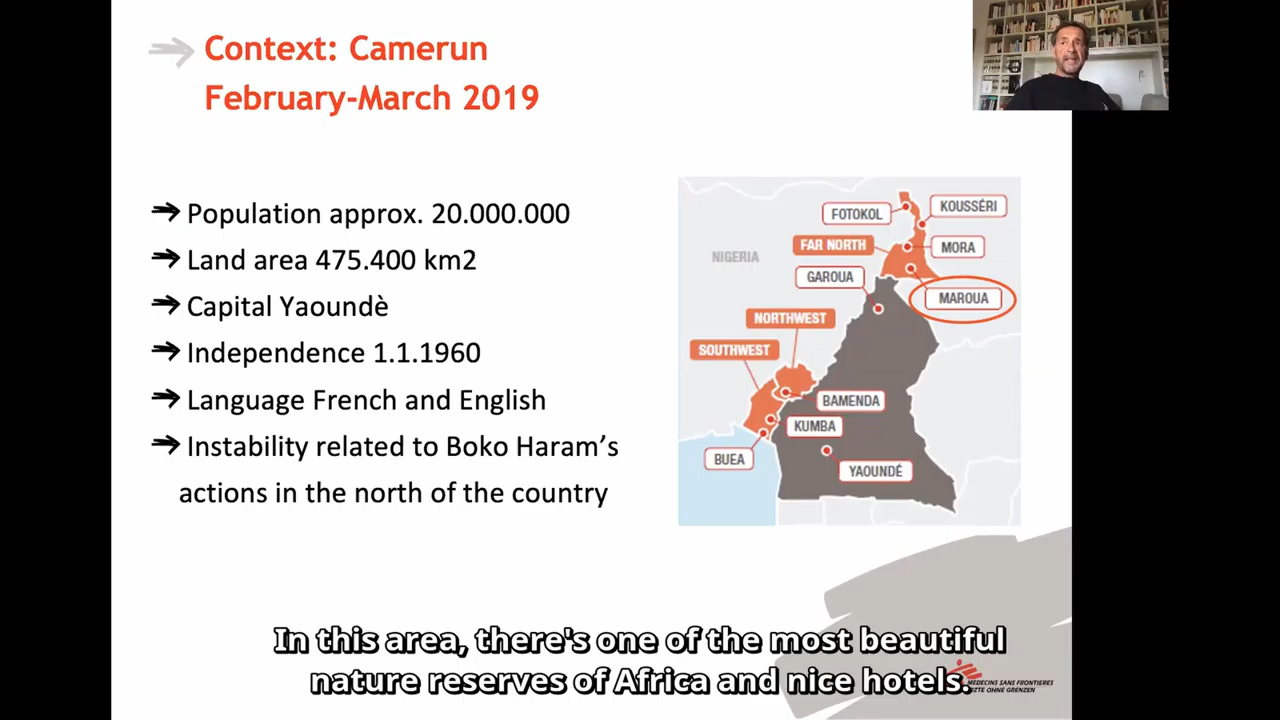 Context: Camerun
February-March 2019
Population approx. 20.000.000
Land area 475.400 km2
Capital Yaoundè
Independence 1.1.1960
Language French and English
Instability related to Boko Haram’s
actions in the north of the country
FOTOKOL
KOUSSÉRI
FAR NORTH
MORA
NIGERIA
GAROUA
MAROUA
NORTHWEST
SOUTHWEST
BAMENDA
KUMBA
BUEA
YAOUNDÉ
In this area, there's one of the most beautiful
nature reserves of Africa and nice hotels.
MEDECINS SANS FRONTIERES
ÄRZTE OHNE GRENZEN